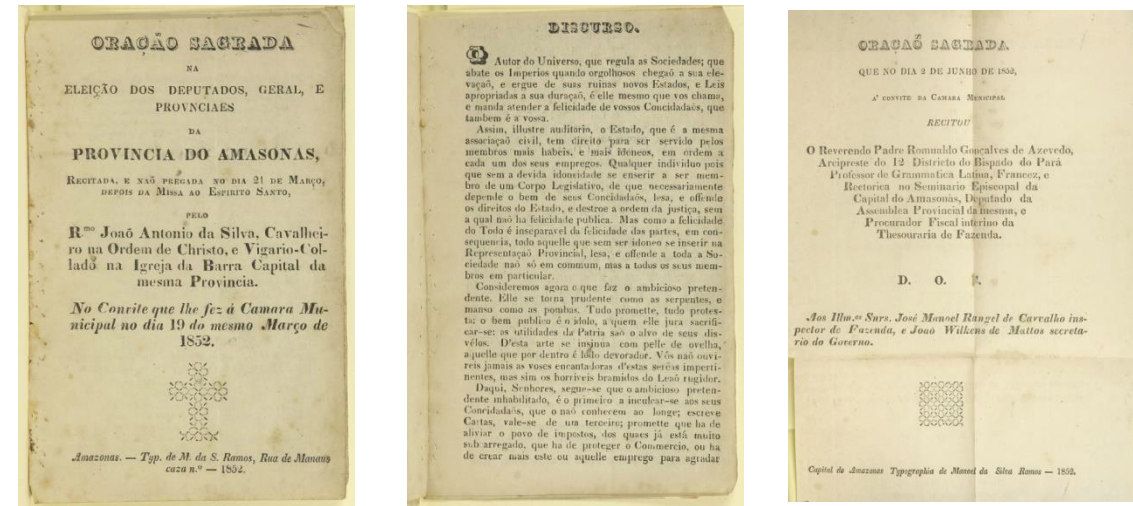 ORAÇÃO SAGRADA
NA
ELEIÇÃO DOS DEPUTADOS, GERAL, E
PROVNCIAES
DA
PROVINCIA DO AMASONAS,
RECITADA, E NAÕ PREGADA NO DIA 21 DE MARÇO,
DEPOIS DA MISSA AO ESPIRITO SANTO,
PELO
R.mo Joaõ Antonio da Silva, Cavalhei-
ro na Ordem de Christo, e Vigario-Col-
lado na Igreja da Barra Capital da
mesma Provincia.
No Convite que lhe fez á Camara Mu-
nicipal no dia 19 do mesmo Março de
1852.
Amazonas. — Typ. de M. da S. Ramos, Rua de Manaus
caza n.º — 1852.
DISCURSO.
O Autor do Universo, que regula as Sociedades; que
abate os Imperios quando orgolhosos chegaõ a sua ele-
vaçaõ, e ergue de suas ruinas novos Estados, e Leis
apropriadas a sua duraçaõ, é elle mesmo que vos chama,
e manda atender a felicidade de vossos Concidadaõs, que
tambem é a vossa.
Assim, illustre auditorio, o Estado, que é a mesma
associaçaõ civil, tem direito para ser servido pelos
membros mais habeis, e mais idoneos, em ordem a
cada um dos seus empregos. Qualquer individuo pois
que sem a devida idoneidade se enserir a ser mem-
bro de um Corpo Legislativo, de que necessariamente
depende o bem de seus Concidadaõs, lesa, e offende
os direitos do Estado, e destroe a ordem da justiça, sem
a qual naõ ha felicidade publica. Mas como a felicidade
do Todo é inseparavel da felicidade das partes, em con-
sequencia, todo aquelle que sem ser idoneo se inserir na
Representaçaõ Provincial, lesa, e offende a toda a So-
ciedade naõ só em commum, mas a todos os seus mem-
bros em particular.
Consideremos agora o que faz o ambicioso preten-
dente. Elle se torna prudente como as serpentes, e
manso como as pombas. Tudo promette, tudo protes-
ta; o bem publico é o idolo, a quem elle jura sacrifi-
car-se: as utilidades da Patria saõ o alvo de seus dis-
vélos. D'esta arte se insinua com pelle de ovelha,
aquelle que por dentro é lobo devorador. Vós naõ ouvi-
reis jamais as voses encantadoras d'estas serêas imperti-
nentes, mas sim os horriveis bramidos do Leaõ rugidor.
Daqui, Senhores, segue-se que o ambicioso preten-
dente inhabilitado, é o primeiro a inculcar-se aos seus
Concidadaõs, que o naõ conhecem ao longe; escreve
Cartas, vale-se de um terceiro; promette que ha de
aliviar o povo de impostos, dos quaes já está muito
subcarregado, que ha de proteger o Commercio, ou ha
de crear mais este ou aquelle emprego para agradar
ORAÇAÕ SAGRADA.
QUE NO DIA 2 DE JUNHO DE 1852,
A' CONVITE DA CAMARA MUNICIPAL
RECITOU
O Reverendo Padre Romualdo Gonçalves de Azevedo,
Arcipreste do 12 Districto do Bispado do Pará
Professor de Grammatica Latina, Francez, e
Rectorica no Seminario Episcopal da
Capital do Amazonas, Deputado da
Assemblea Provincial da mesma, e
Procurador Fiscal interino da
Thesouraria de Fazenda.
D. O.
Aos Illm.os Snrs. José Manoel Rangel de Carvalho ins-
pector de Fazenda, e Joaõ Wilkens de Mattos secreta-
rio do Governo.
Capital do Amazonas Typographia de Manoel da Silva Ramos — 1852.